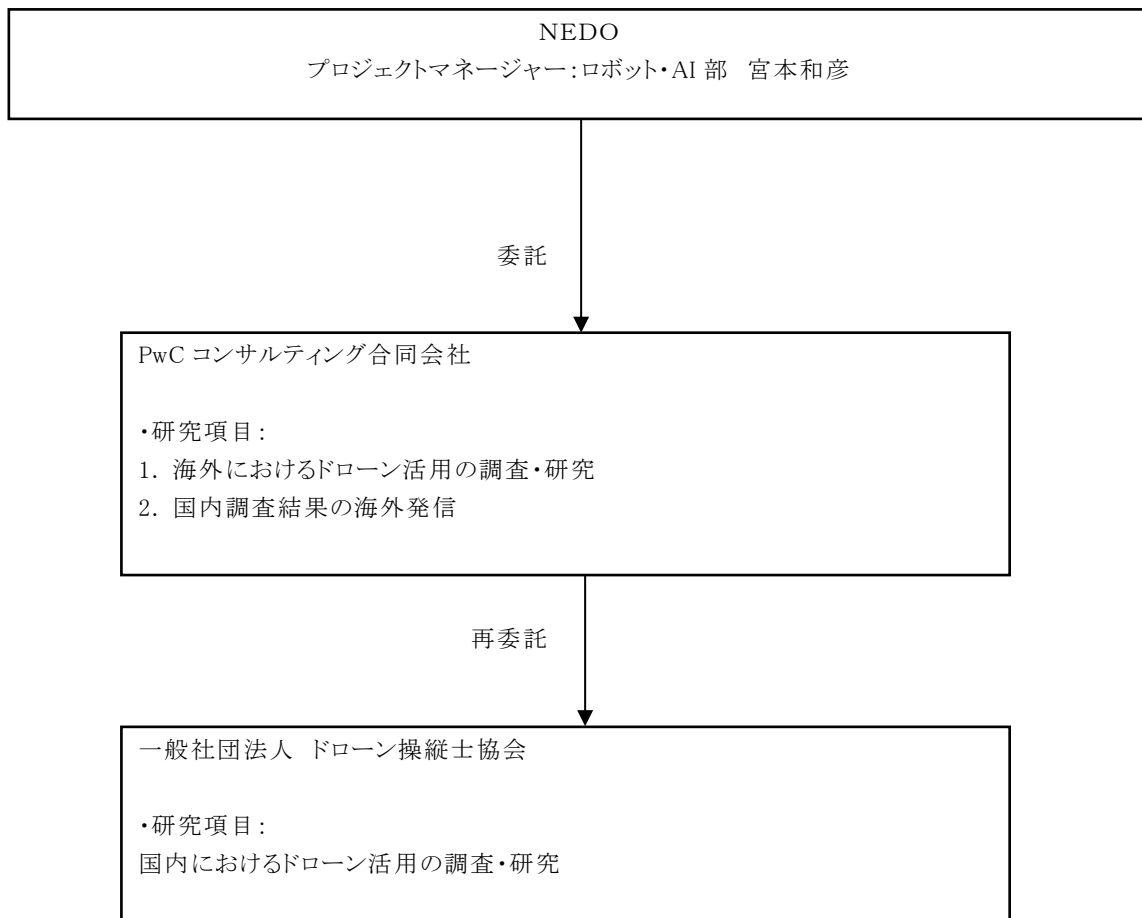 NEDO
プロジェクトマネージャー：ロボット・AI 部　宮本和彦
委託
PwC コンサルティング合同会社
・研究項目：
1. 海外におけるドローン活用の調査・研究
2. 国内調査結果の海外発信
再委託
一般社団法人　ドローン操縦士協会
・研究項目：
国内におけるドローン活用の調査・研究